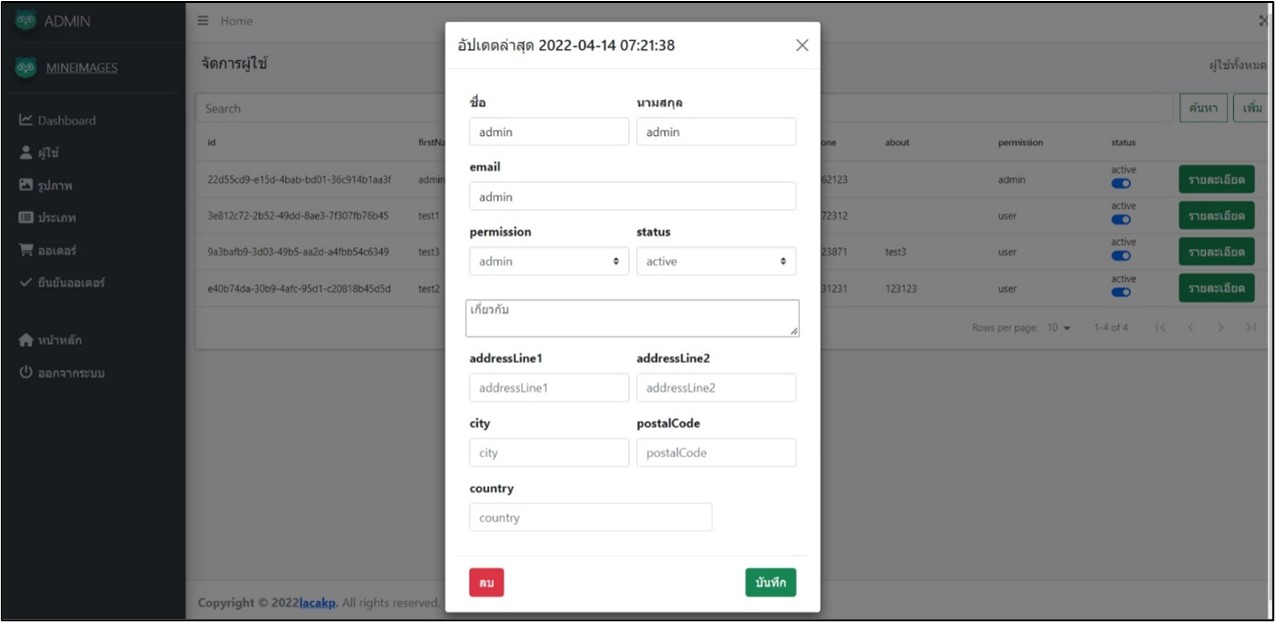 ADMIN
Home
MINEIMAGES
Dashboard
ผู้ใช้
รูปภาพ
ประเภท
ออเดอร์
ยืนยันออเดอร์
หน้าหลัก
ออกจากระบบ
จัดการผู้ใช้
ผู้ใช้ทั้งหมด
Search
ค้นหา
เพิ่ม
id
about permission status
22d55cd9-e15d-4bab-bd01-36c914b1aa3f admin 62123 admin active รายละเอียด
3e812c72-2b52-49dd-8ae3-7f307fb76b45 test1 72312 user active รายละเอียด
9a3bafb9-3d03-49b5-aa2d-a4fbb54c6349 test3 23871 test3 user active รายละเอียด
e40b74da-30b9-4afc-95d1-c20818b45d5d test2 31231 123123 user active รายละเอียด
Rows per page: 10 1-4 of 4
Copyright © 2022lacakp. All rights reserved.
อัปเดตล่าสุด 2022-04-14 07:21:38
ชื่อ นามสกุล
admin admin
email
admin
permission status
admin active
เกี่ยวกับ
addressLine1 addressLine2
addressLine1 addressLine2
city postalCode
city postalCode
country
country
ลบ บันทึก